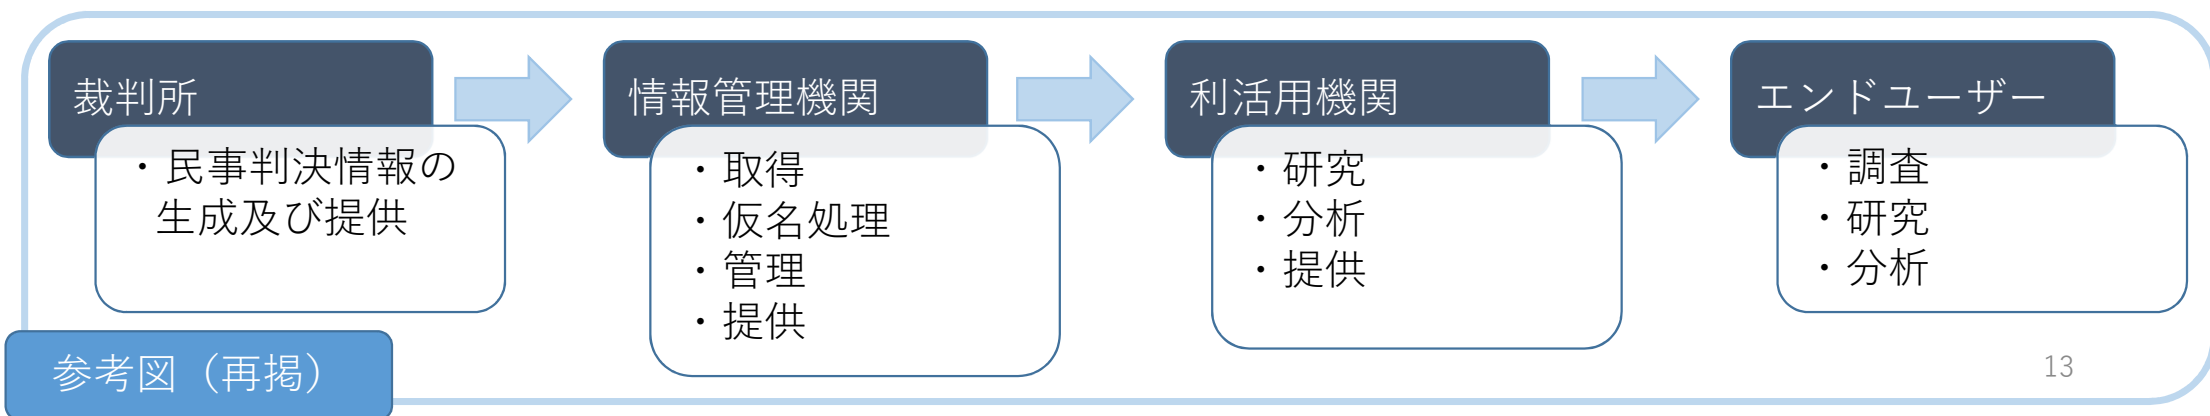 裁判所
・民事判決情報の
生成及び提供
情報管理機関
・取得
・仮名処理
・管理
・提供
利活用機関
・研究
・分析
・提供
エンドユーザー
・調査
・研究
・分析
参考図（再掲）
13